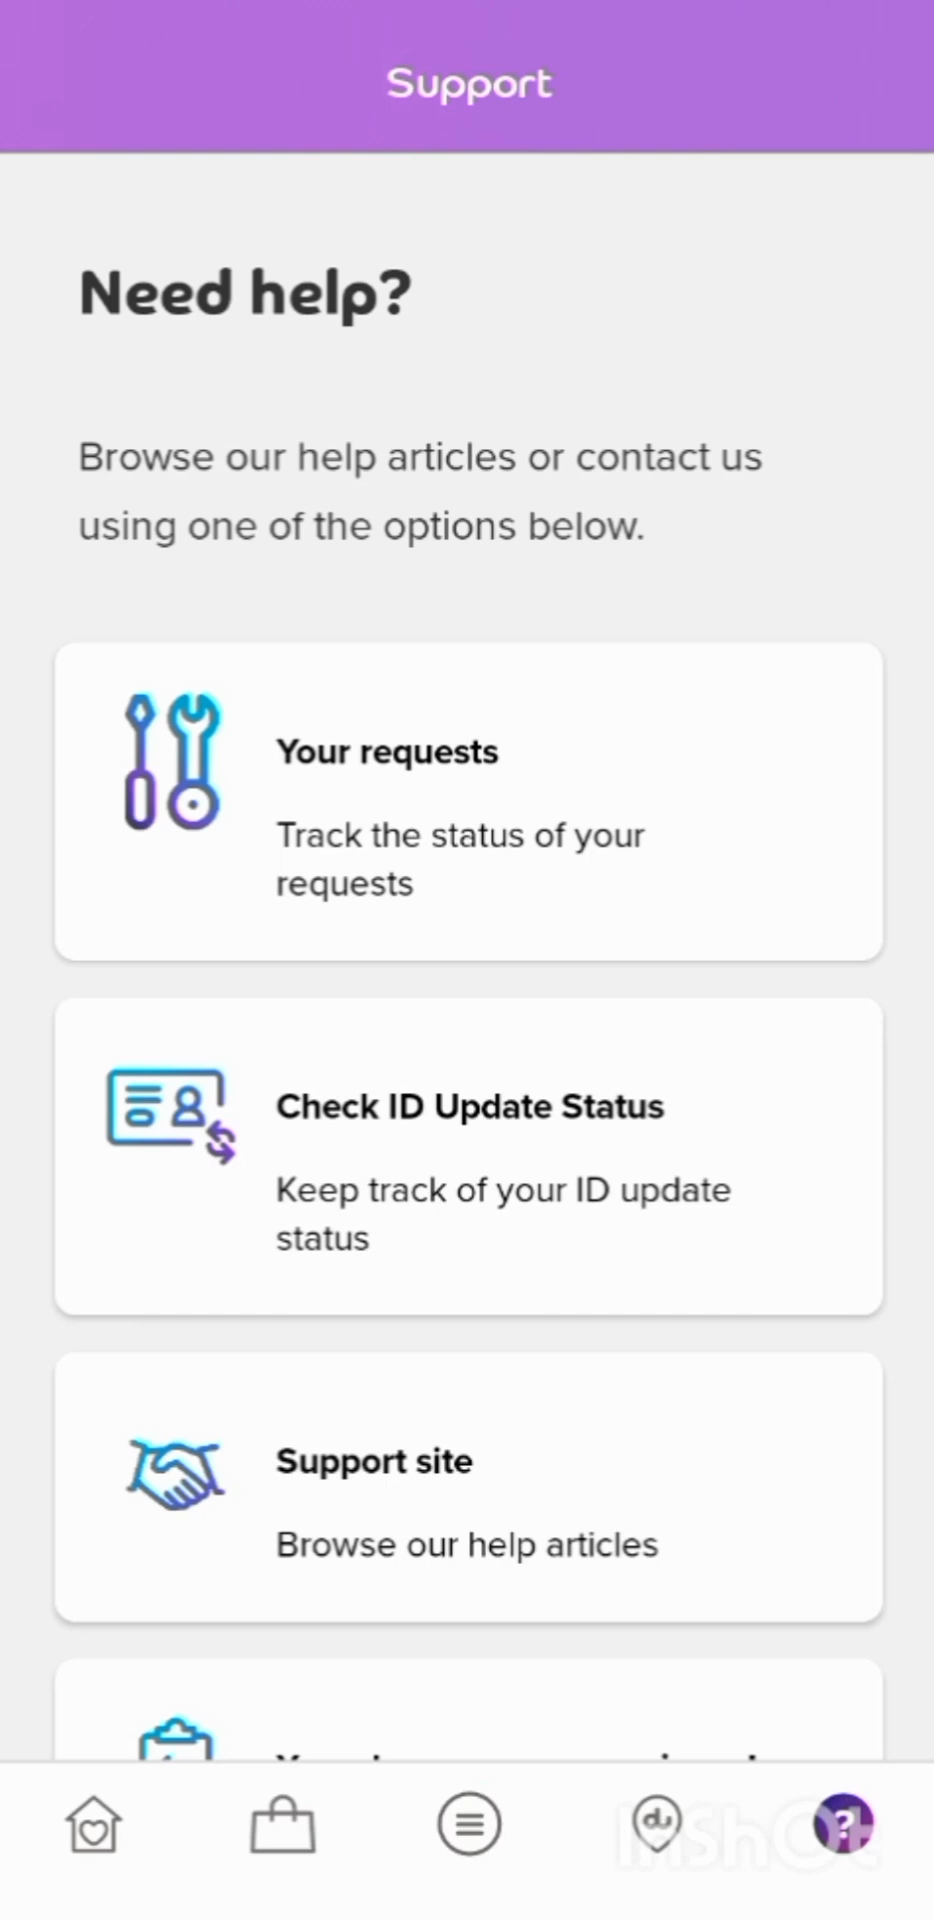 Support
Need help?
Browse our help articles or contact us
using one of the options below.
Your requests
Track the status of your
requests
Check ID Update Status
Keep track of your ID update
status
Support site
Browse our help articles
du
?
InShOt